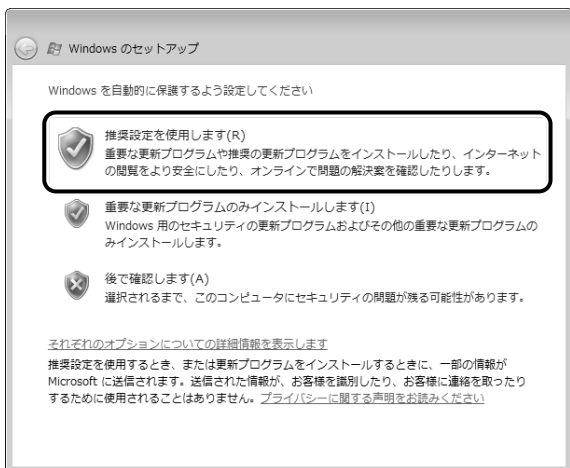 Windows のセットアップ
Windows を自動的に保護するよう設定してください
推奨設定を使用します(R)
重要な更新プログラムや推奨の更新プログラムをインストールしたり、インターネット
の閲覧をより安全にしたり、オンラインで問題の解決案を確認したりします。
重要な更新プログラムのみインストールします(I)
Windows 用のセキュリティの更新プログラムおよびその他の重要な更新プログラムの
みインストールします。
後で確認します(A)
選択されるまで、このコンピュータにセキュリティの問題が残る可能性があります。
それぞれのオプションについての詳細情報を表示します
推奨設定を使用するとき、または更新プログラムをインストールするときに、一部の情報が
Microsoft に送信されます。送信された情報が、お客様を識別したり、お客様に連絡を取ったり
するために使用されることはありません。プライバシーに関する声明をお読みください